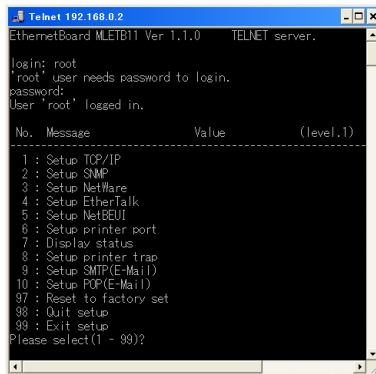 Telnet 192.168.0.2
EthernetBoard MLETB11 Ver 1.1.0 TELNET server.
login: root
'root' user needs password to login.
password:
User 'root' logged in.
No. Message Value (level.1)
1 : Setup TCP/IP
2 : Setup SNMP
3 : Setup NetWare
4 : Setup EtherTalk
5 : Setup NetBEUI
6 : Setup printer port
7 : Display status
8 : Setup printer trap
9 : Setup SMTP(E-Mail)
10 : Setup POP(E-Mail)
97 : Reset to factory set
98 : Quit setup
99 : Exit setup
Please select(1 - 99)?